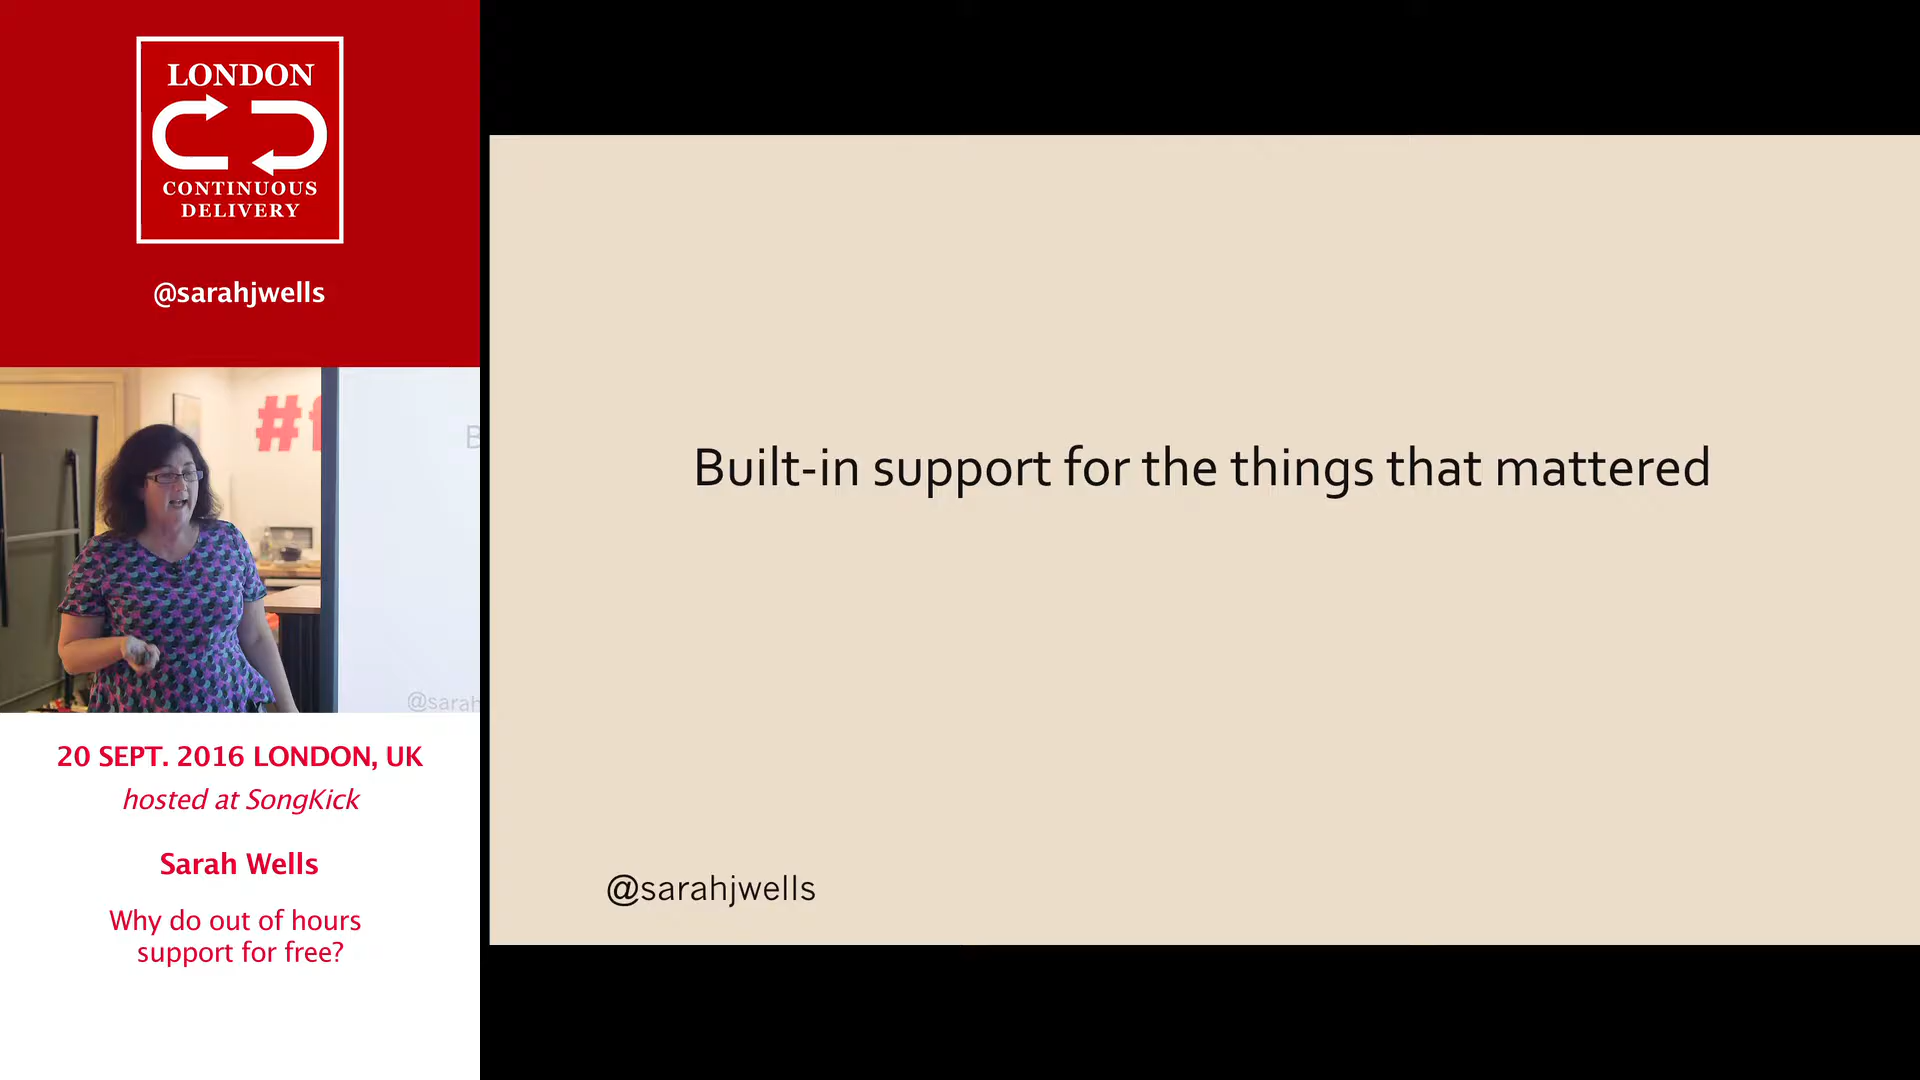 LONDON
CONTINUOUS
DELIVERY
@sarahjwells
#f
B
@sarah
20 SEPT. 2016 LONDON, UK
hosted at SongKick
Sarah Wells
Why do out of hours
support for free?
Built-in support for the things that mattered
@sarahjwells